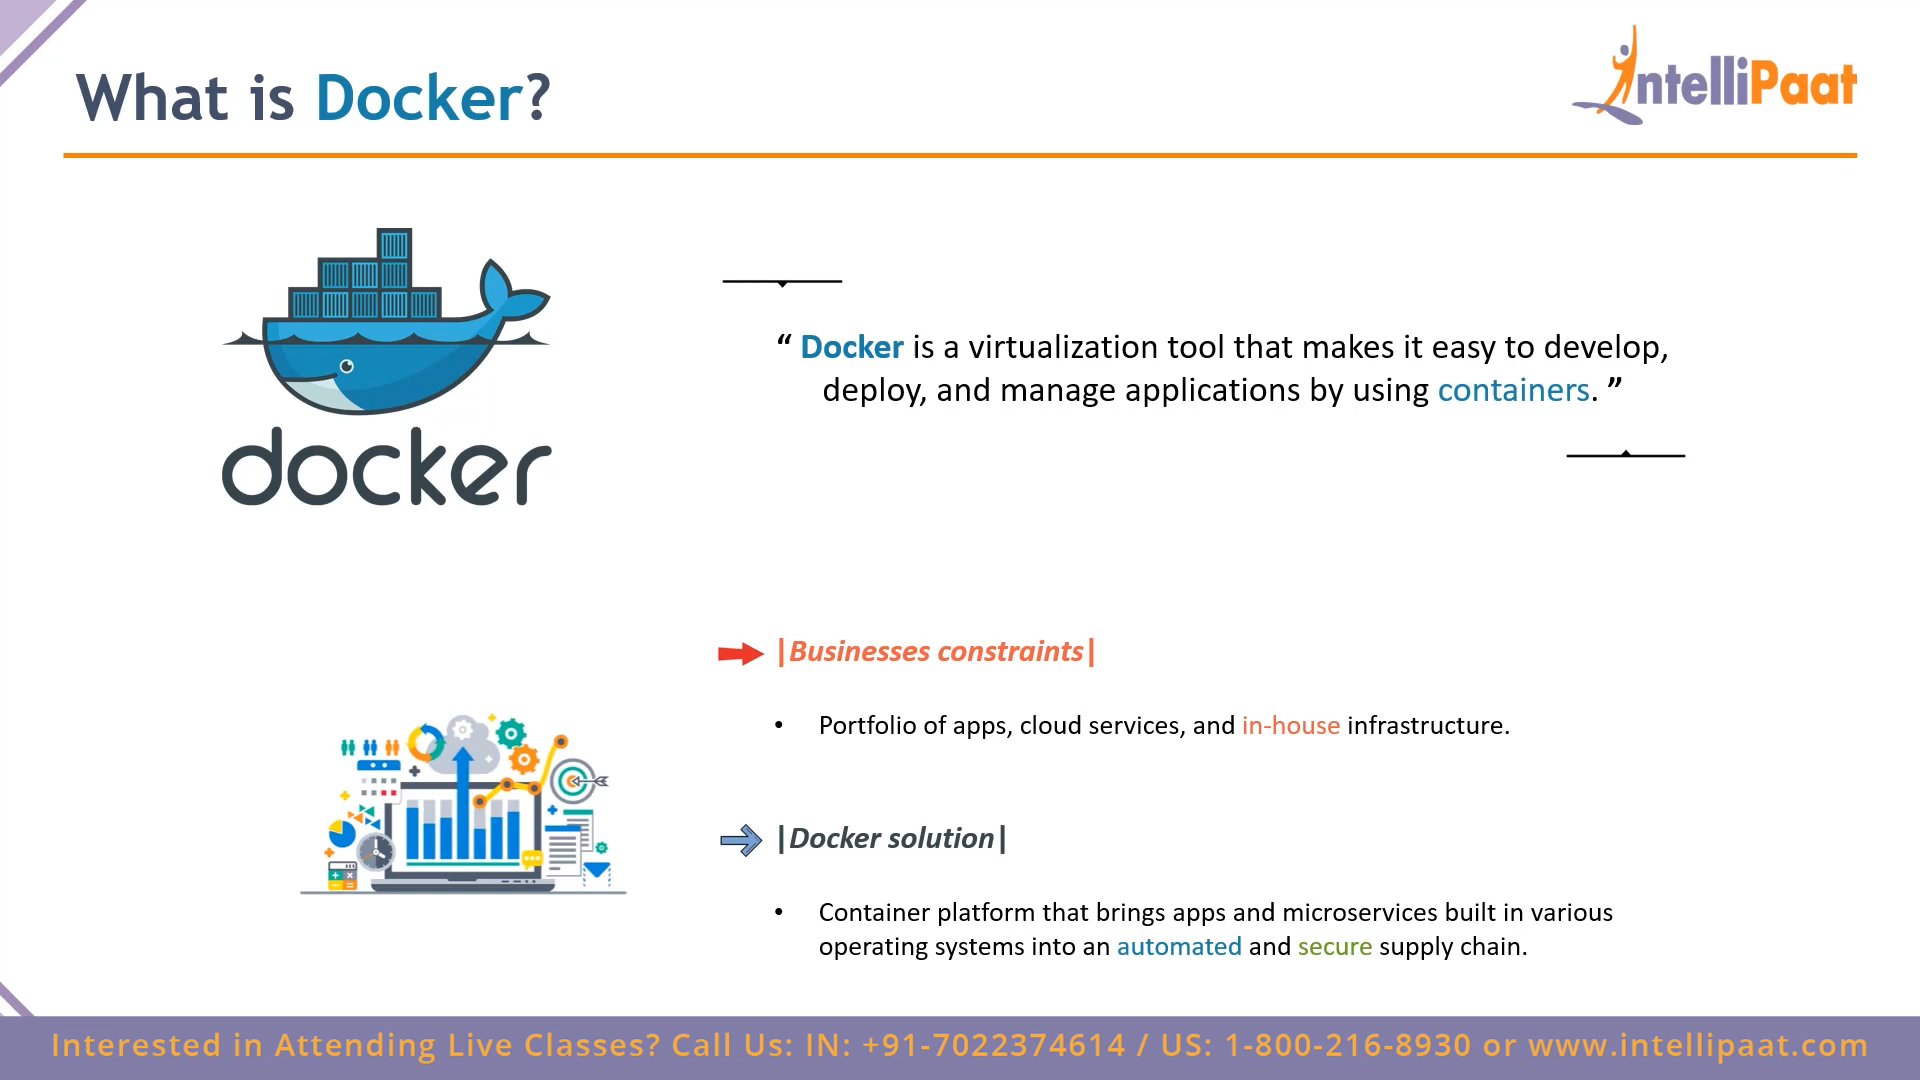 What is Docker?
IntelliPaat
docker
“ Docker is a virtualization tool that makes it easy to develop,
deploy, and manage applications by using containers. ”
|Businesses constraints|
• Portfolio of apps, cloud services, and in-house infrastructure.
|Docker solution|
• Container platform that brings apps and microservices built in various
operating systems into an automated and secure supply chain.
Interested in Attending Live Classes? Call Us: IN: +91-7022374614 / US: 1-800-216-8930 or www.intellipaat.com